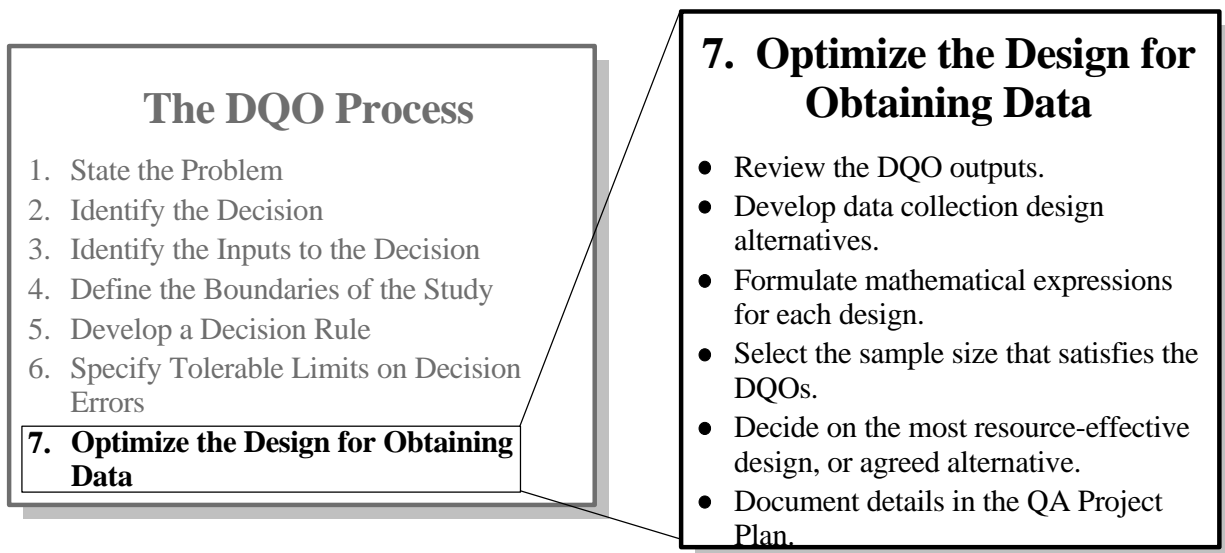 The DQO Process
1. State the Problem
2. Identify the Decision
3. Identify the Inputs to the Decision
4. Define the Boundaries of the Study
5. Develop a Decision Rule
6. Specify Tolerable Limits on Decision
Errors
7. Optimize the Design for Obtaining
Data
7. Optimize the Design for
Obtaining Data
● Review the DQO outputs.
● Develop data collection design
alternatives.
● Formulate mathematical expressions
for each design.
● Select the sample size that satisfies the
DQOs.
● Decide on the most resource-effective
design, or agreed alternative.
● Document details in the QA Project
Plan.